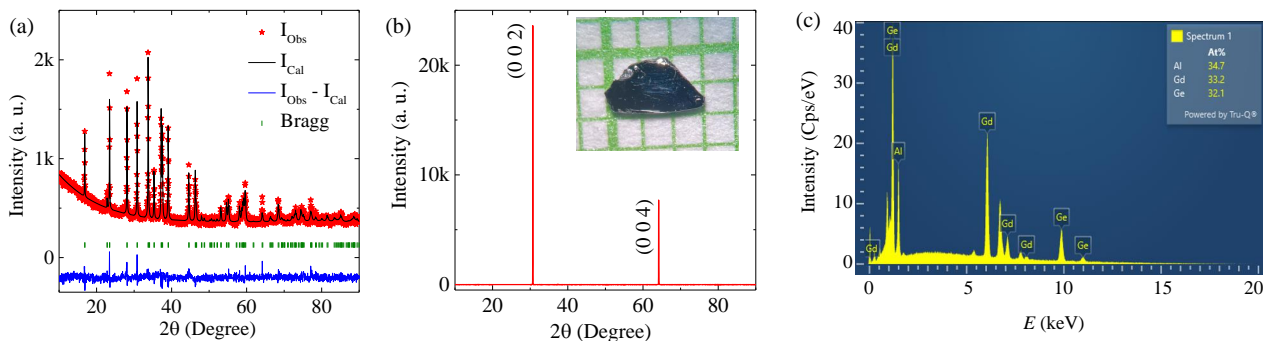 (a)
I_Obs
I_Cal
I_Obs - I_Cal
Bragg
2k
1k
0
Intensity (a. u.)
20 40 60 80
2θ (Degree)
(b)
(0 0 2)
(0 0 4)
20k
10k
0
Intensity (a. u.)
20 40 60 80
2θ (Degree)
(c)
40
30
20
10
0
Intensity (Cps/eV)
Ge
Gd
Al
Gd
Gd
Gd
Gd
Ge
Ge
Spectrum 1
At%
Al 34.7
Gd 33.2
Ge 32.1
Powered by Tru-Q®
0 5 10 15 20
E (keV)